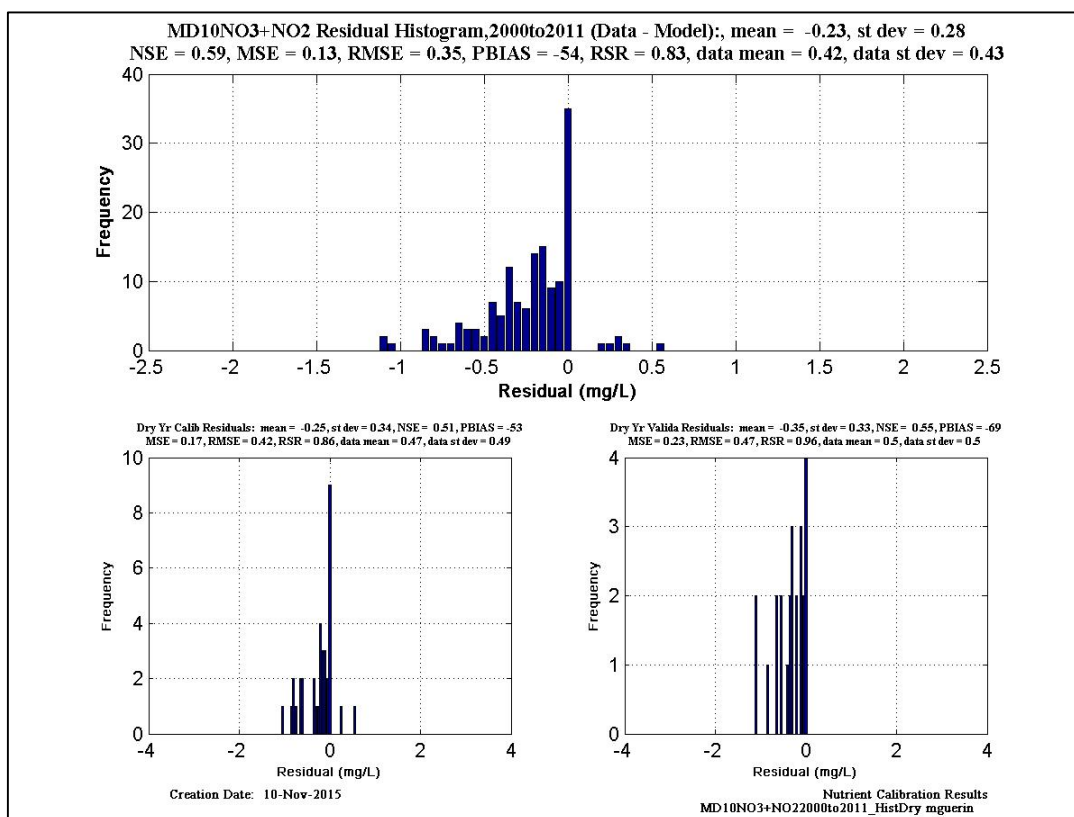 MD10NO3+NO2 Residual Histogram,2000to2011 (Data - Model):, mean = -0.23, st dev = 0.28
NSE = 0.59, MSE = 0.13, RMSE = 0.35, PBIAS = -54, RSR = 0.83, data mean = 0.42, data st dev = 0.43
40
30
20
10
0
Frequency
-2.5 -2 -1.5 -1 -0.5 0 0.5 1 1.5 2 2.5
Residual (mg/L)
Dry Yr Calib Residuals: mean = -0.25, st dev = 0.34, NSE = 0.51, PBIAS = -53
MSE = 0.17, RMSE = 0.42, RSR = 0.86, data mean = 0.47, data st dev = 0.49
10
8
6
4
2
0
Frequency
-4 -2 0 2 4
Residual (mg/L)
Dry Yr Valida Residuals: mean = -0.35, st dev = 0.33, NSE = 0.55, PBIAS = -69
MSE = 0.23, RMSE = 0.47, RSR = 0.96, data mean = 0.5, data st dev = 0.5
4
3
2
1
0
Frequency
-4 -2 0 2 4
Residual (mg/L)
Creation Date: 10-Nov-2015
Nutrient Calibration Results
MD10NO3+NO22000to2011_HistDry mguerin